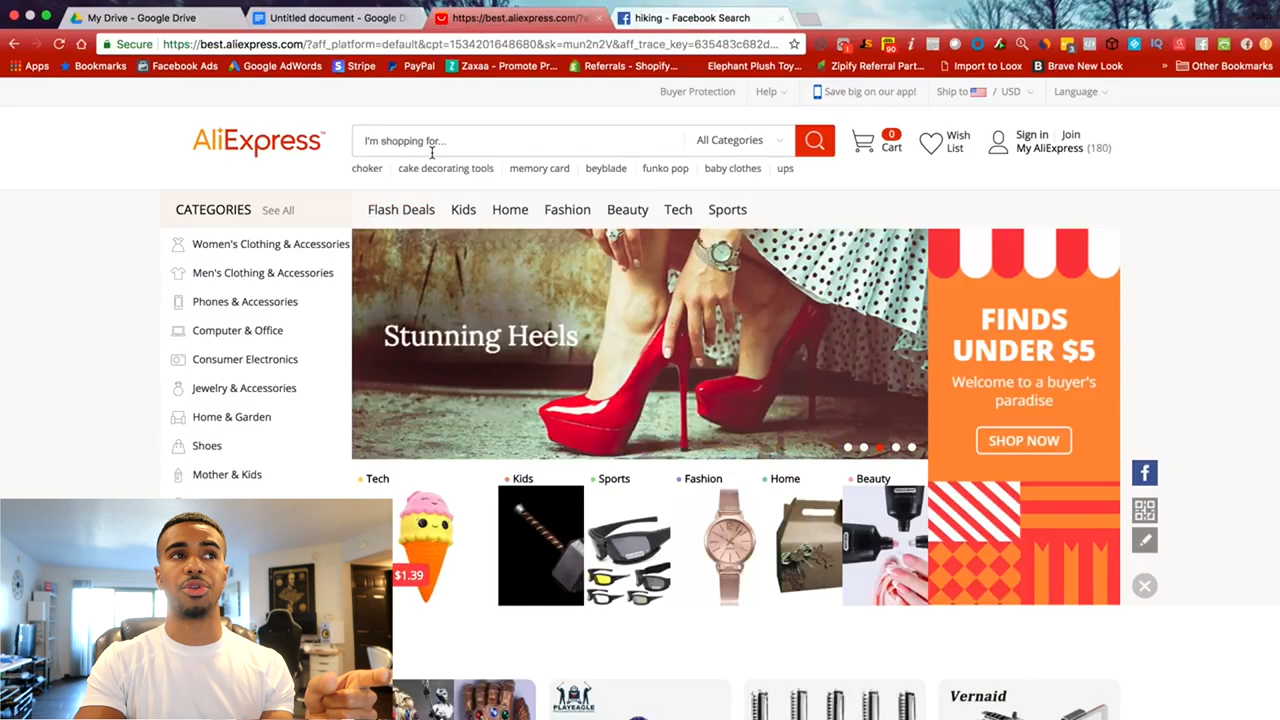 My Drive - Google Drive
Untitled document - Google D
https://best.aliexpress.com/?a
hiking - Facebook Search
Juan
Secure
https://best.aliexpress.com/?aff_platform=default&cpt=1534201648680&sk=mun2n2V&aff_trace_key=635483c682d...
Apps
Bookmarks
Facebook Ads
Google AdWords
Stripe
PayPal
Zaxaa - Promote Pr...
Referrals - Shopify...
Elephant Plush Toy...
Zipify Referral Part...
Import to Loox
Brave New Look
»
Other Bookmarks
Buyer Protection
Help
Save big on our app!
Ship to / USD
Language
AliExpress™
I'm shopping for...
All Categories
0
Cart
Wish
List
Sign in Join
My AliExpress (180)
choker
cake decorating tools
memory card
beyblade
funko pop
baby clothes
ups
CATEGORIES See All
Flash Deals
Kids
Home
Fashion
Beauty
Tech
Sports
Women's Clothing & Accessories
Men's Clothing & Accessories
Phones & Accessories
Computer & Office
Consumer Electronics
Jewelry & Accessories
Home & Garden
Shoes
Mother & Kids
Stunning Heels
FINDS
UNDER $5
Welcome to a buyer's
paradise
SHOP NOW
Tech
Kids
Sports
Fashion
Home
Beauty
$1.39
PLAYEAGLE
Vernaid